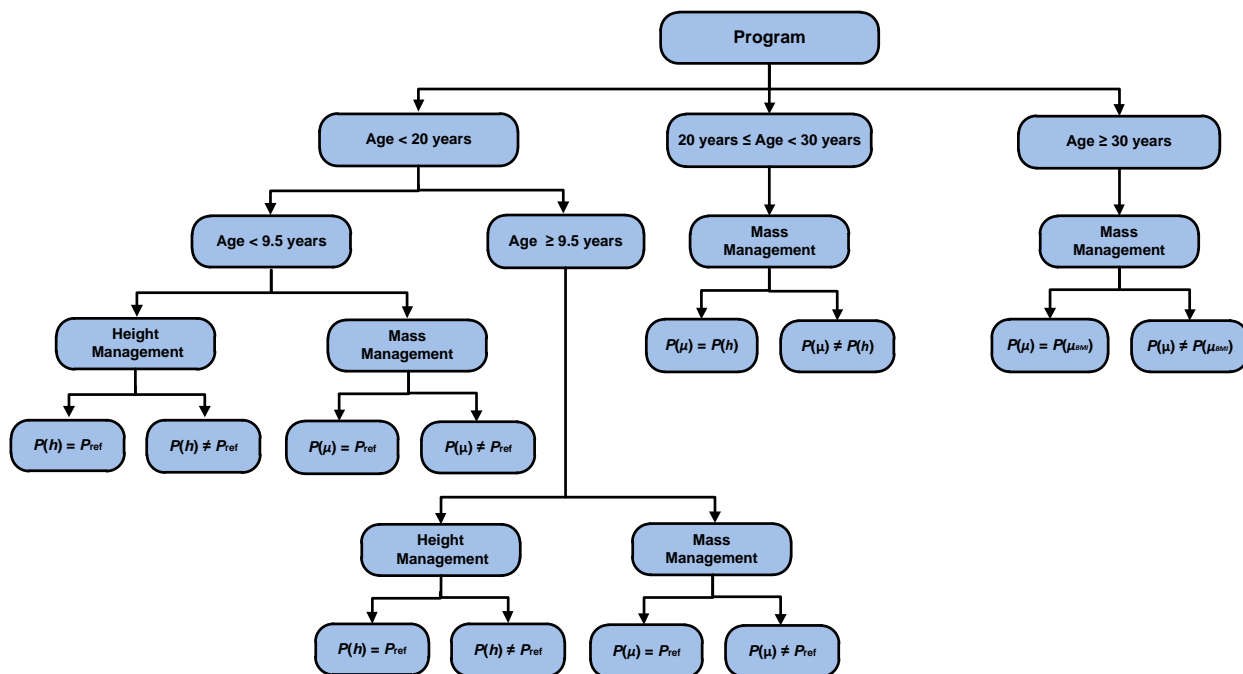 Program
Age < 20 years
20 years ≤ Age < 30 years
Age ≥ 30 years
Age < 9.5 years
Age ≥ 9.5 years
Mass
Management
Mass
Management
Height
Management
Mass
Management
P(μ) = P(h)
P(μ) ≠ P(h)
P(μ) = P(μBMI)
P(μ) ≠ P(μBMI)
P(h) = Pref
P(h) ≠ Pref
P(μ) = Pref
P(μ) ≠ Pref
Height
Management
Mass
Management
P(h) = Pref
P(h) ≠ Pref
P(μ) = Pref
P(μ) ≠ Pref